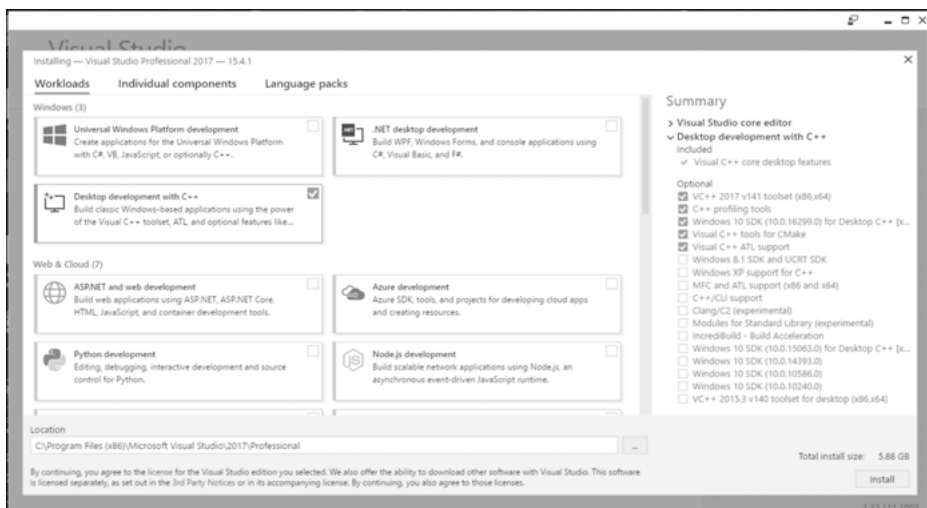 Visual Studio
Installing — Visual Studio Professional 2017 — 15.4.1
Workloads
Individual components
Language packs
Windows (3)
Universal Windows Platform development
Create applications for the Universal Windows Platform
with C#, VB, JavaScript, or optionally C++.
.NET desktop development
Build WPF, Windows Forms, and console applications using
C#, Visual Basic, and F#.
Desktop development with C++
Build classic Windows-based applications using the power
of the Visual C++ toolset, ATL, and optional features like...
Web & Cloud (7)
ASP.NET and web development
Build web applications using ASP.NET, ASP.NET Core,
HTML, JavaScript, and container development tools.
Azure development
Azure SDK, tools, and projects for developing cloud apps
and creating resources.
Python development
Editing, debugging, interactive development and source
control for Python.
Node.js development
Build scalable network applications using Node.js, an
asynchronous event-driven JavaScript runtime.
Summary
Visual Studio core editor
Desktop development with C++
Included
Visual C++ core desktop features
Optional
VC++ 2017 v141 toolset (x86,x64)
C++ profiling tools
Windows 10 SDK (10.0.16299.0) for Desktop C++ [x...
Visual C++ tools for CMake
Visual C++ ATL support
Windows 8.1 SDK and UCRT SDK
Windows XP support for C++
MFC and ATL support (x86 and x64)
C++/CLI support
Clang/C2 (experimental)
Modules for Standard Library (experimental)
IncrediBuild - Build Acceleration
Windows 10 SDK (10.0.15063.0) for Desktop C++ [x...
Windows 10 SDK (10.0.14393.0)
Windows 10 SDK (10.0.10586.0)
Windows 10 SDK (10.0.10240.0)
VC++ 2015.3 v140 toolset for desktop (x86,x64)
Location
C:\Program Files (x86)\Microsoft Visual Studio\2017\Professional
...
By continuing, you agree to the license for the Visual Studio edition you selected. We also offer the ability to download other software with Visual Studio. This software
is licensed separately, as set out in the 3rd Party Notices or in its accompanying license. By continuing, you also agree to those licenses.
Total install size: 5.88 GB
Install